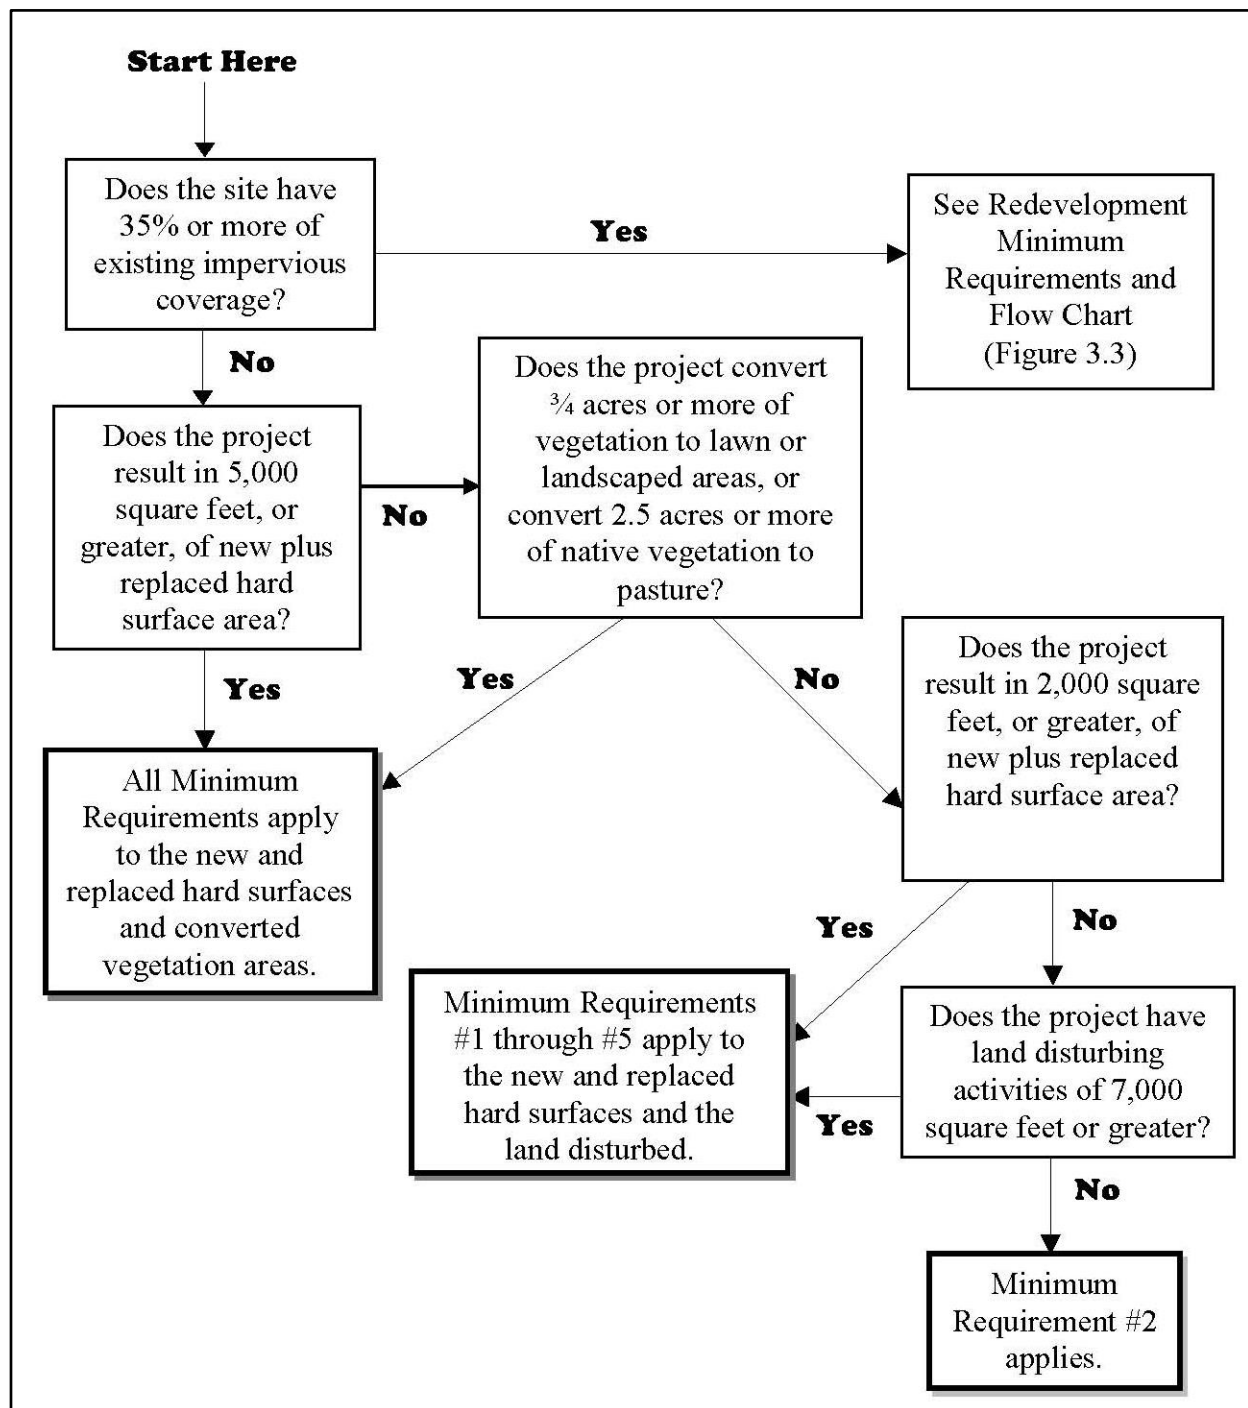 Start Here
Does the site have
35% or more of
existing impervious
coverage?
Yes
See Redevelopment
Minimum
Requirements and
Flow Chart
(Figure 3.3)
No
Does the project
result in 5,000
square feet, or
greater, of new plus
replaced hard
surface area?
No
Does the project convert
¾ acres or more of
vegetation to lawn or
landscaped areas, or
convert 2.5 acres or more
of native vegetation to
pasture?
Yes
Yes
No
Does the project
result in 2,000 square
feet, or greater, of
new plus replaced
hard surface area?
All Minimum
Requirements apply
to the new and
replaced hard surfaces
and converted
vegetation areas.
Yes
No
Minimum Requirements
#1 through #5 apply to
the new and replaced
hard surfaces and the
land disturbed.
Yes
Does the project have
land disturbing
activities of 7,000
square feet or greater?
No
Minimum
Requirement #2
applies.